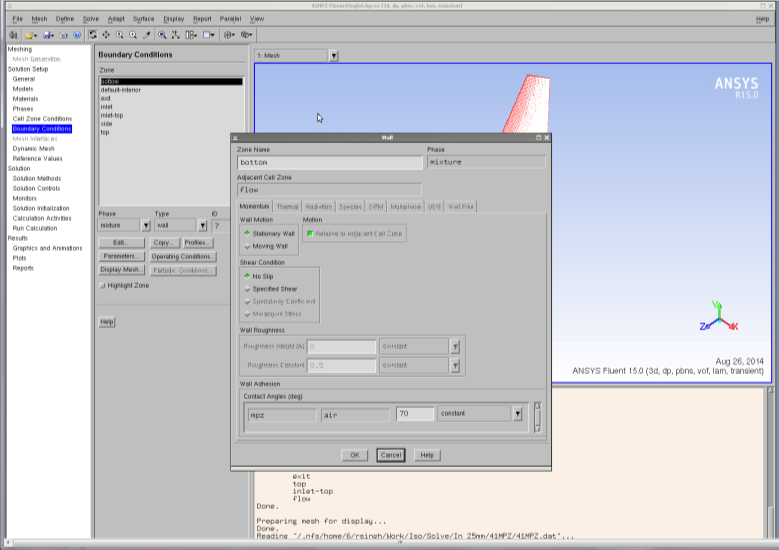 41MPZ Fluent@ [3d, dp, pbns, vof, lam, transient]
File Mesh Define Solve Adapt Surface Display Report Parallel View Help
Meshing
Mesh Generation
Solution Setup
General
Models
Materials
Phases
Cell Zone Conditions
Boundary Conditions
Mesh Interfaces
Dynamic Mesh
Reference Values
Solution
Solution Methods
Solution Controls
Monitors
Solution Initialization
Calculation Activities
Run Calculation
Results
Graphics and Animations
Plots
Reports
Boundary Conditions
Zone
bottom
default-interior
exit
inlet
inlet-top
side
top
Phase Type ID
mixture wall 7
Edit... Copy... Profiles...
Parameters... Operating Conditions...
Display Mesh... Periodic Conditions...
Highlight Zone
Help
1: Mesh
ANSYS
R15.0
Y
Z X
Aug 26, 2014
ANSYS Fluent 15.0 (3d, dp, pbns, vof, lam, transient)
Wall
Zone Name Phase
bottom mixture
Adjacent Cell Zone
flow
Momentum Thermal Radiation Species DPM Multiphase UDS Wall Film
Wall Motion Motion
Stationary Wall Relative to Adjacent Cell Zone
Moving Wall
Shear Condition
No Slip
Specified Shear
Specularity Coefficient
Marangoni Stress
Wall Roughness
Roughness Height (m) 0 constant
Roughness Constant 0.5 constant
Wall Adhesion
Contact Angles (deg)
mpz air 70 constant
OK Cancel Help
exit
top
inlet-top
flow
Done.
Preparing mesh for display...
Done.
Reading "/.nfs/home/6/rsingh/Work/Iso/Solve/In 25mm/41MPZ/41MPZ.dat"...